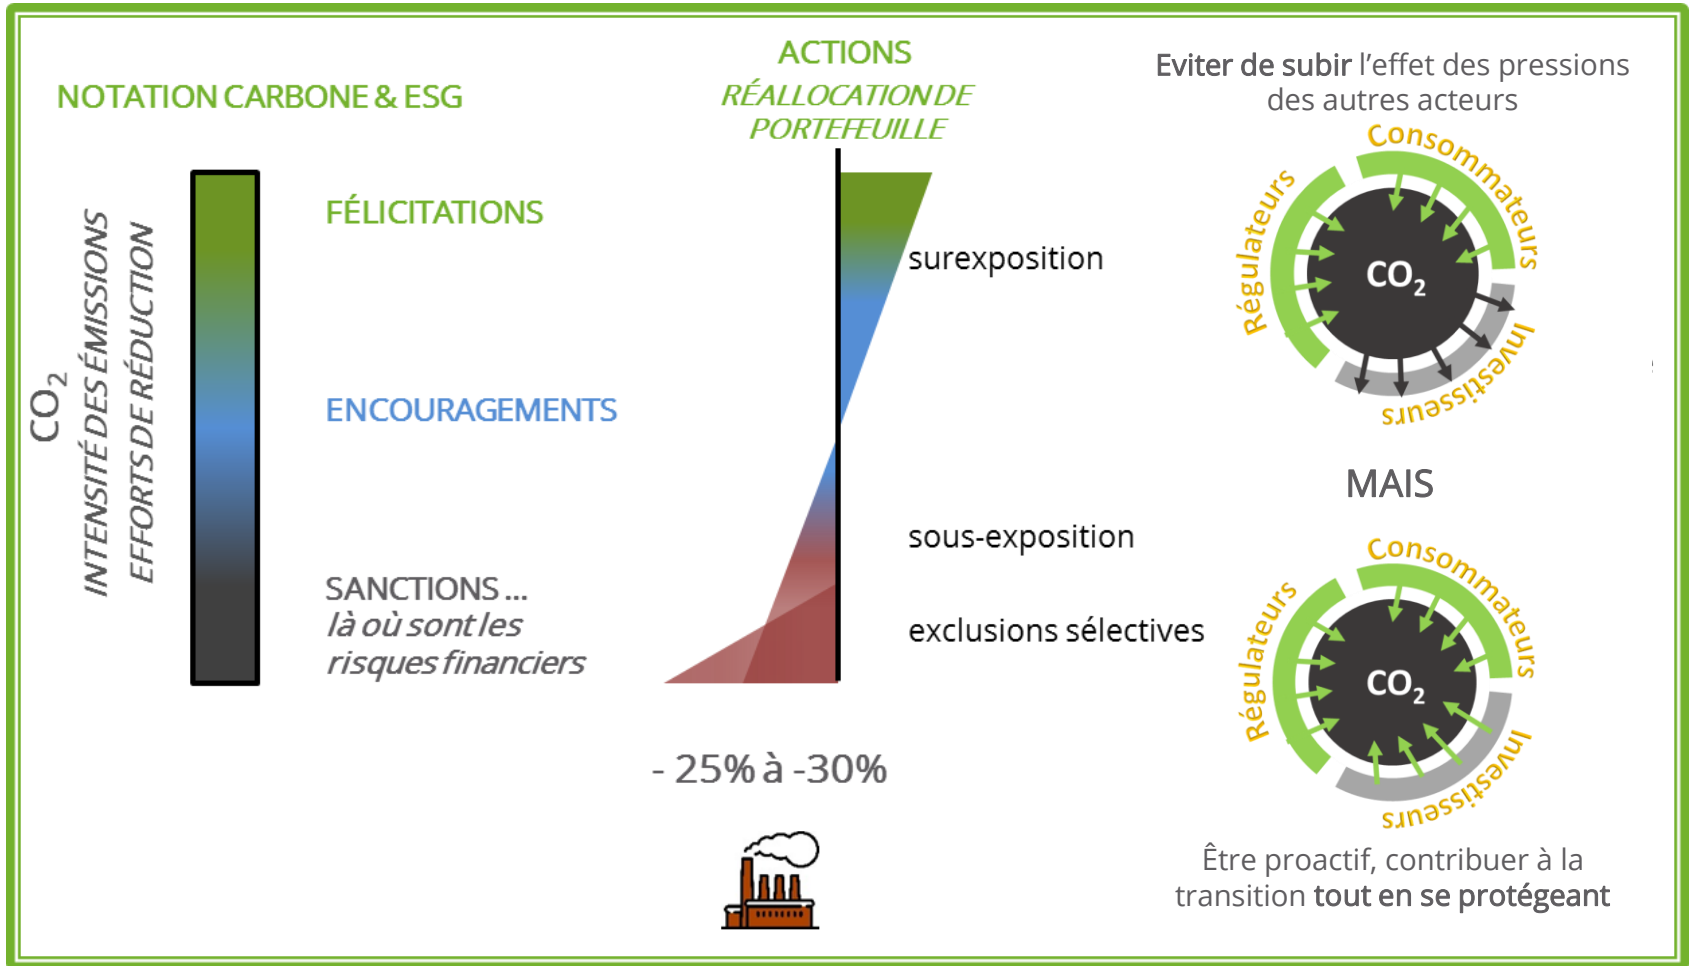 NOTATION CARBONE & ESG
CO2
INTENSITÉ DES ÉMISSIONS
EFFORTS DE RÉDUCTION
FÉLICITATIONS
ENCOURAGEMENTS
SANCTIONS ...
là où sont les
risques financiers
ACTIONS
RÉALLOCATION DE
PORTEFEUILLE
surexposition
sous-exposition
exclusions sélectives
- 25% à -30%
Eviter de subir l’effet des pressions
des autres acteurs
Consommateurs
Régulateurs
CO2
Investisseurs
MAIS
Consommateurs
Régulateurs
CO2
Investisseurs
Être proactif, contribuer à la
transition tout en se protégeant